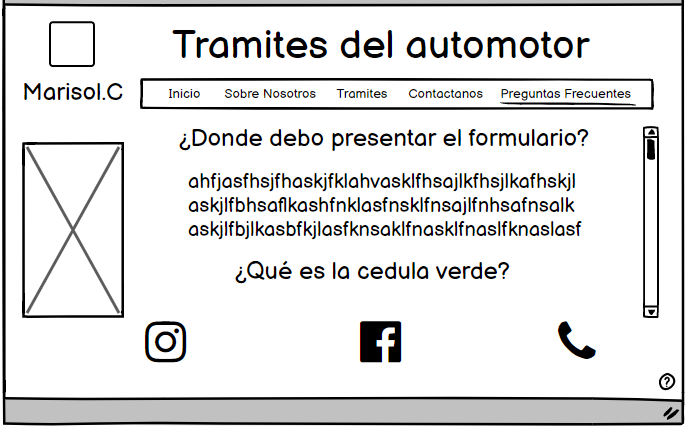 Tramites del automotor
Marisol.C
Inicio Sobre Nosotros Tramites Contactanos Preguntas Frecuentes
¿Donde debo presentar el formulario?
ahfjasfhsjfhaskjfklahvasklfhsajlkfhsjlkafhskjl
askjlfbhsaflkashfnklasfnsklfnsajlfnhsafnsalk
askjlfbjlkasbfkjlasfknsaklfnasklfnaslfknaslasf
¿Qué es la cedula verde?
?